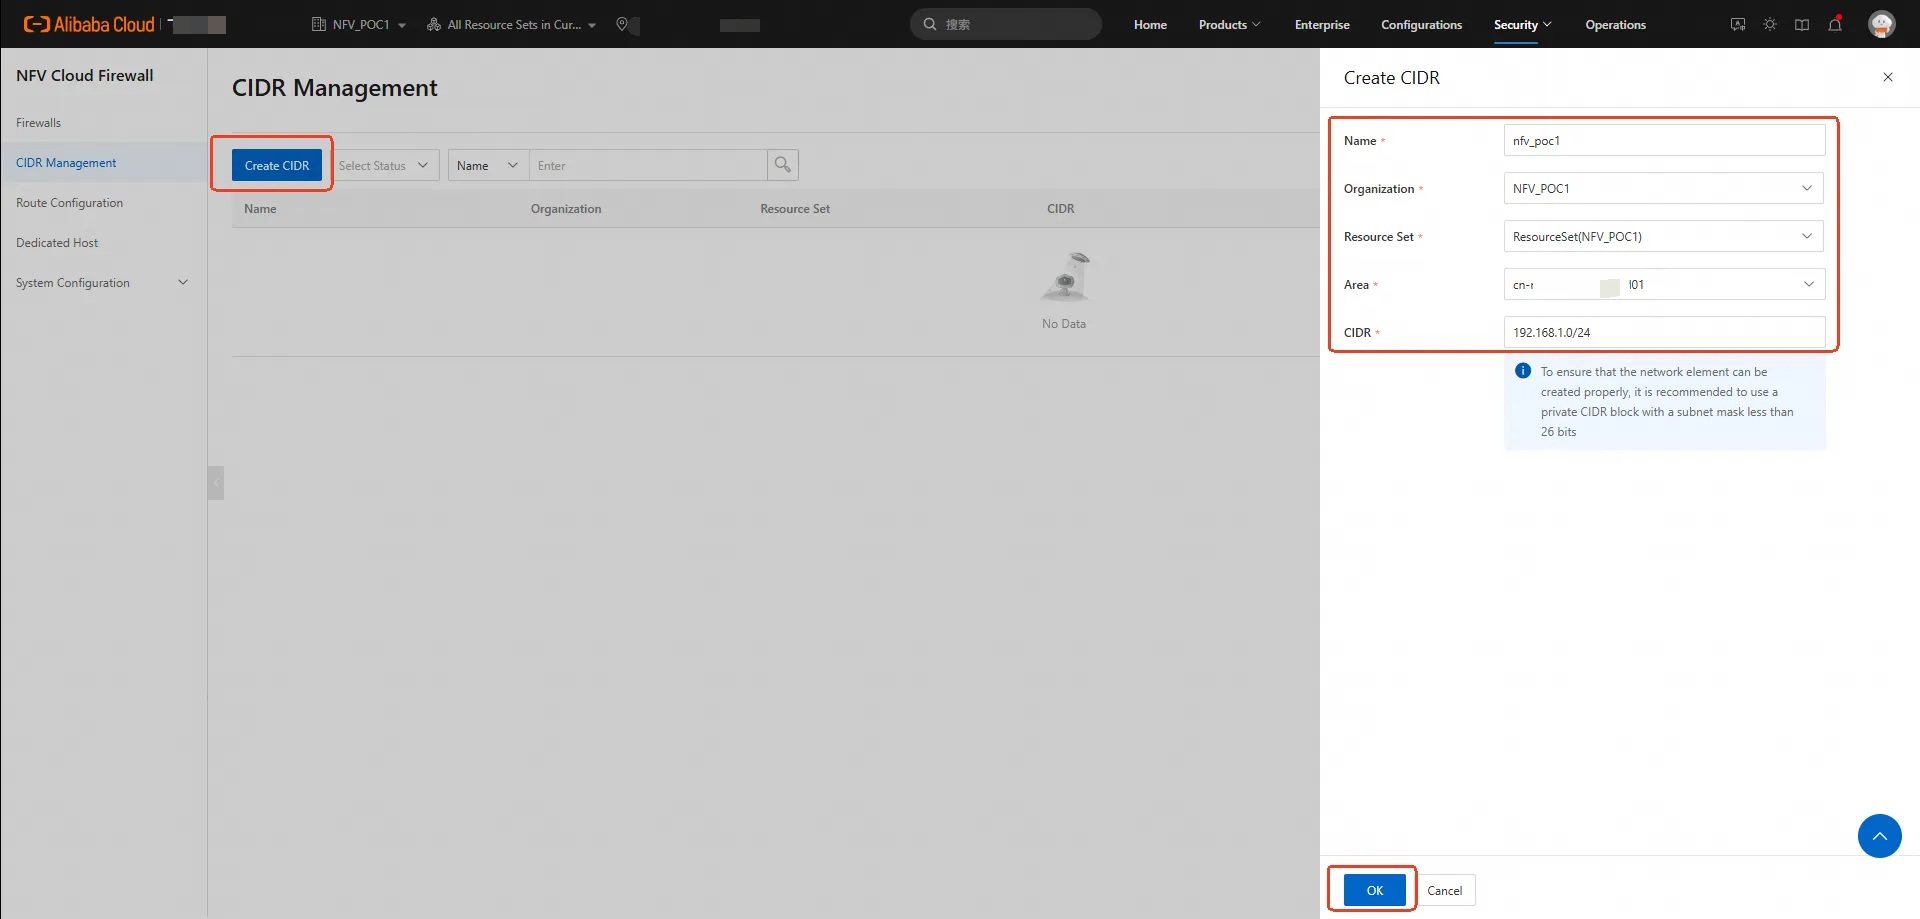 Alibaba Cloud
NFV_POC1
All Resource Sets in Cur...
搜索
Home
Products
Enterprise
Configurations
Security
Operations
NFV Cloud Firewall
Firewalls
CIDR Management
Route Configuration
Dedicated Host
System Configuration
CIDR Management
Create CIDR
Select Status
Name
Enter
Name
Organization
Resource Set
CIDR
No Data
Create CIDR
Name *
nfv_poc1
Organization *
NFV_POC1
Resource Set *
ResourceSet(NFV_POC1)
Area *
cn-
01
CIDR *
192.168.1.0/24
To ensure that the network element can be
created properly, it is recommended to use a
private CIDR block with a subnet mask less than
26 bits
OK
Cancel